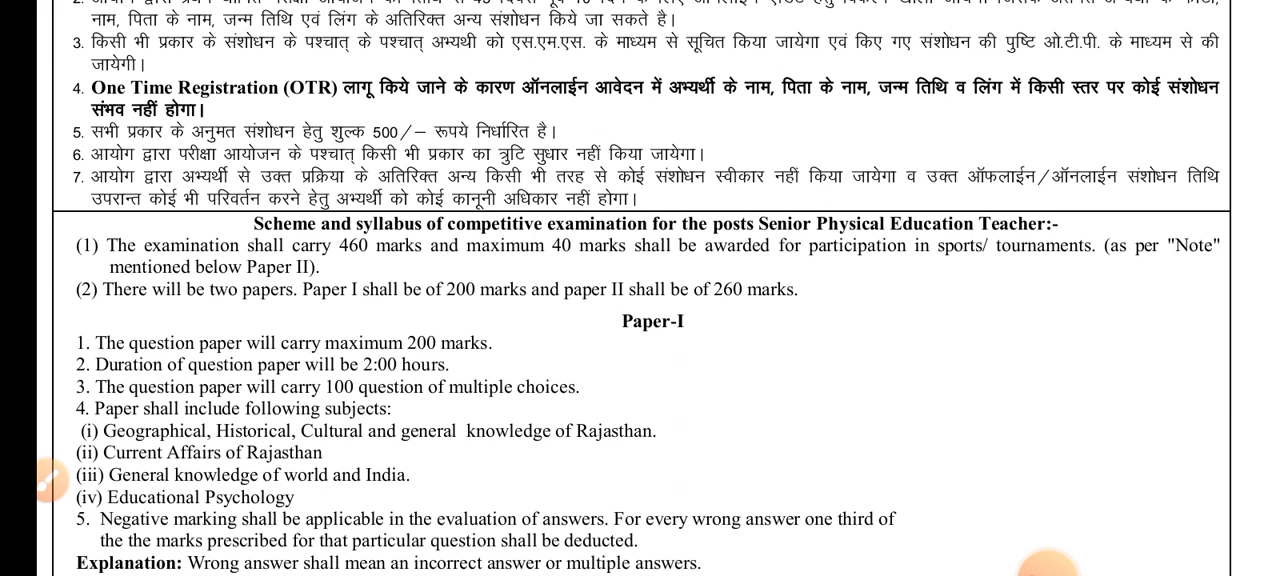 नाम, पिता के नाम, जन्म तिथि एवं लिंग के अतिरिक्त अन्य संशोधन किये जा सकते है।
3. किसी भी प्रकार के संशोधन के पश्चात् के पश्चात् अभ्यथी को एस.एम.एस. के माध्यम से सूचित किया जायेगा एवं किए गए संशोधन की पुष्टि ओ.टी.पी. के माध्यम से की
जायेगी।
4. One Time Registration (OTR) लागू किये जाने के कारण ऑनलाईन आवेदन में अभ्यर्थी के नाम, पिता के नाम, जन्म तिथि व लिंग में किसी स्तर पर कोई संशोधन
संभव नहीं होगा।
5. सभी प्रकार के अनुमत संशोधन हेतु शुल्क 500/– रूपये निर्धारित है।
6. आयोग द्वारा परीक्षा आयोजन के पश्चात् किसी भी प्रकार का त्रुटि सुधार नहीं किया जायेगा।
7. आयोग द्वारा अभ्यर्थी से उक्त प्रक्रिया के अतिरिक्त अन्य किसी भी तरह से कोई संशोधन स्वीकार नहीं किया जायेगा व उक्त ऑफलाईन/ऑनलाईन संशोधन तिथि
उपरान्त कोई भी परिवर्तन करने हेतु अभ्यर्थी को कोई कानूनी अधिकार नहीं होगा।
Scheme and syllabus of competitive examination for the posts Senior Physical Education Teacher:-
(1) The examination shall carry 460 marks and maximum 40 marks shall be awarded for participation in sports/ tournaments. (as per "Note"
mentioned below Paper II).
(2) There will be two papers. Paper I shall be of 200 marks and paper II shall be of 260 marks.
Paper-I
1. The question paper will carry maximum 200 marks.
2. Duration of question paper will be 2:00 hours.
3. The question paper will carry 100 question of multiple choices.
4. Paper shall include following subjects:
(i) Geographical, Historical, Cultural and general knowledge of Rajasthan.
(ii) Current Affairs of Rajasthan
(iii) General knowledge of world and India.
(iv) Educational Psychology
5. Negative marking shall be applicable in the evaluation of answers. For every wrong answer one third of
the the marks prescribed for that particular question shall be deducted.
Explanation: Wrong answer shall mean an incorrect answer or multiple answers.